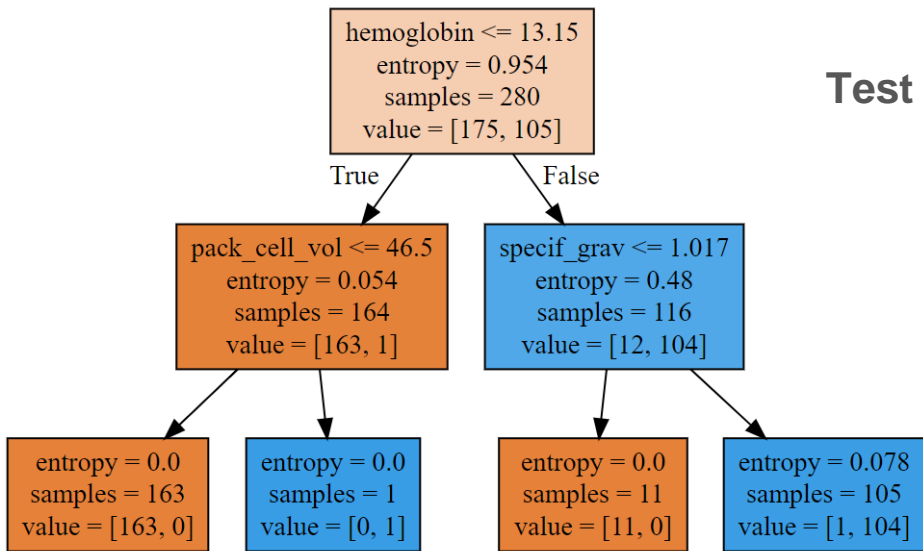 hemoglobin <= 13.15
entropy = 0.954
samples = 280
value = [175, 105]
Test
True
False
pack_cell_vol <= 46.5
entropy = 0.054
samples = 164
value = [163, 1]
specif_grav <= 1.017
entropy = 0.48
samples = 116
value = [12, 104]
entropy = 0.0
samples = 163
value = [163, 0]
entropy = 0.0
samples = 1
value = [0, 1]
entropy = 0.0
samples = 11
value = [11, 0]
entropy = 0.078
samples = 105
value = [1, 104]